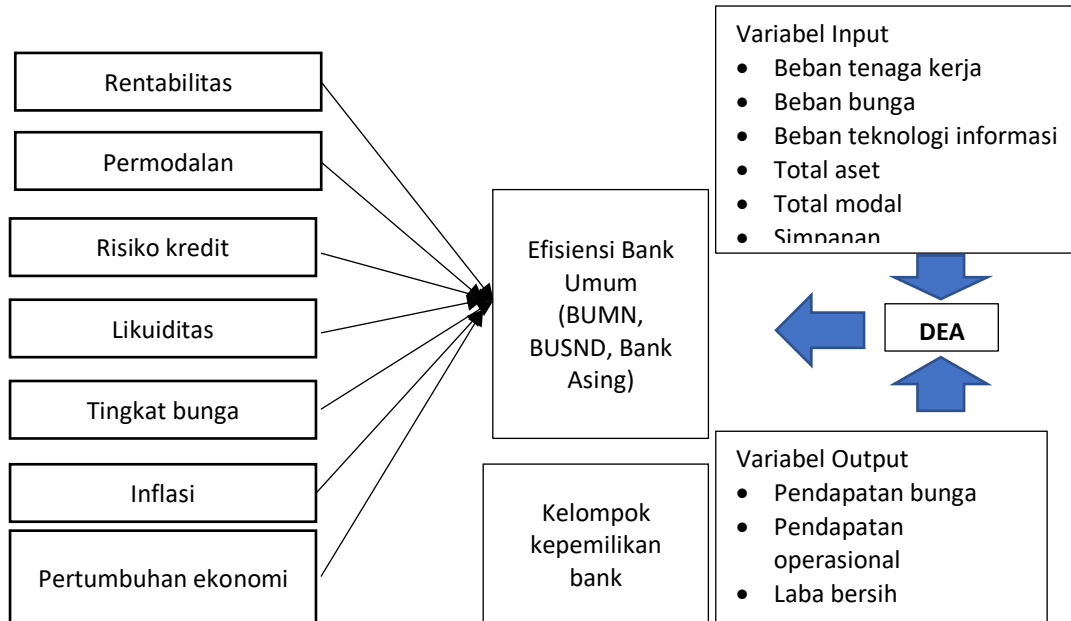 Rentabilitas
Permodalan
Risiko kredit
Likuiditas
Tingkat bunga
Inflasi
Pertumbuhan ekonomi
Efisiensi Bank
Umum
(BUMN,
BUSND, Bank
Asing)
Kelompok
kepemilikan
bank
Variabel Input
• Beban tenaga kerja
• Beban bunga
• Beban teknologi informasi
• Total aset
• Total modal
• Simpanan
DEA
Variabel Output
• Pendapatan bunga
• Pendapatan
operasional
• Laba bersih